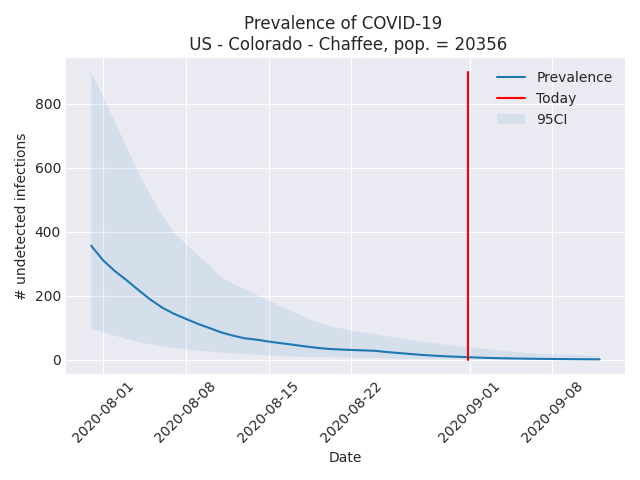 Prevalence of COVID-19
US - Colorado - Chaffee, pop. = 20356
Prevalence
Today
95CI
# undetected infections
800
600
400
200
0
2020-08-01
2020-08-08
2020-08-15
2020-08-22
2020-09-01
2020-09-08
Date